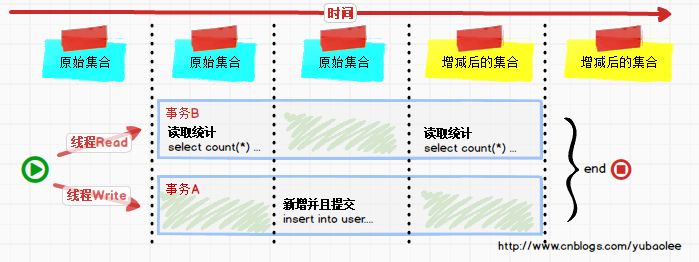 时间
原始集合
原始集合
原始集合
增减后的集合
增减后的集合
线程Read
事务B
读取统计
select count(*) ...
读取统计
select count(*) ...
线程Write
事务A
新增并且提交
insert into user....
end
http://www.cnblogs.com/yubaolee